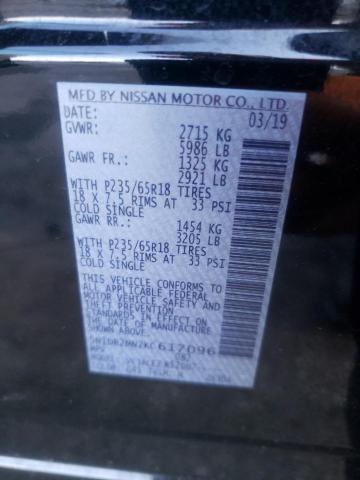 MFD BY NISSAN MOTOR CO., LTD.
DATE: 03/19
GVWR: 2715 KG
5986 LB
GAWR FR.: 1325 KG
2921 LB
WITH P235/65R18 TIRES
18 X 7.5 RIMS AT 33 PSI
COLD SINGLE
GAWR RR.: 1454 KG
3205 LB
WITH P235/65R18 TIRES
18 X 7.5 RIMS AT 33 PSI
COLD SINGLE
THIS VEHICLE CONFORMS TO
ALL APPLICABLE FEDERAL
MOTOR VEHICLE SAFETY
AND THEFT PREVENTION
STANDARDS IN EFFECT ON
THE DATE OF MANUFACTURE
SHOWN ABOVE.
5N1DR2MN2KC617096